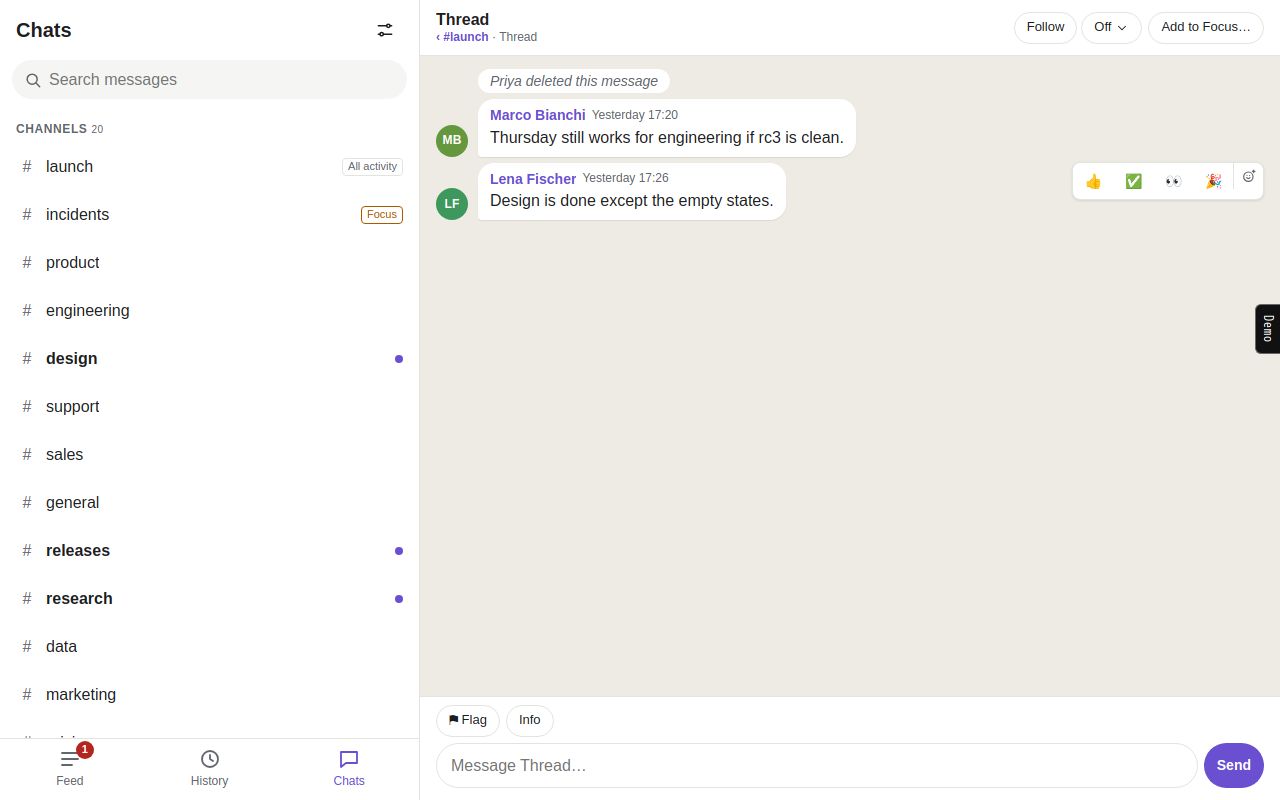 Chats
Search messages
CHANNELS 20
# launch All activity
# incidents Focus
# product
# engineering
# design
# support
# sales
# general
# releases
# research
# data
# marketing
1
Feed
History
Chats
Thread
‹ #launch · Thread
Follow
Off
Add to Focus…
Priya deleted this message
MB
Marco Bianchi Yesterday 17:20
Thursday still works for engineering if rc3 is clean.
LF
Lena Fischer Yesterday 17:26
Design is done except the empty states.
Demo
Flag
Info
Message Thread…
Send